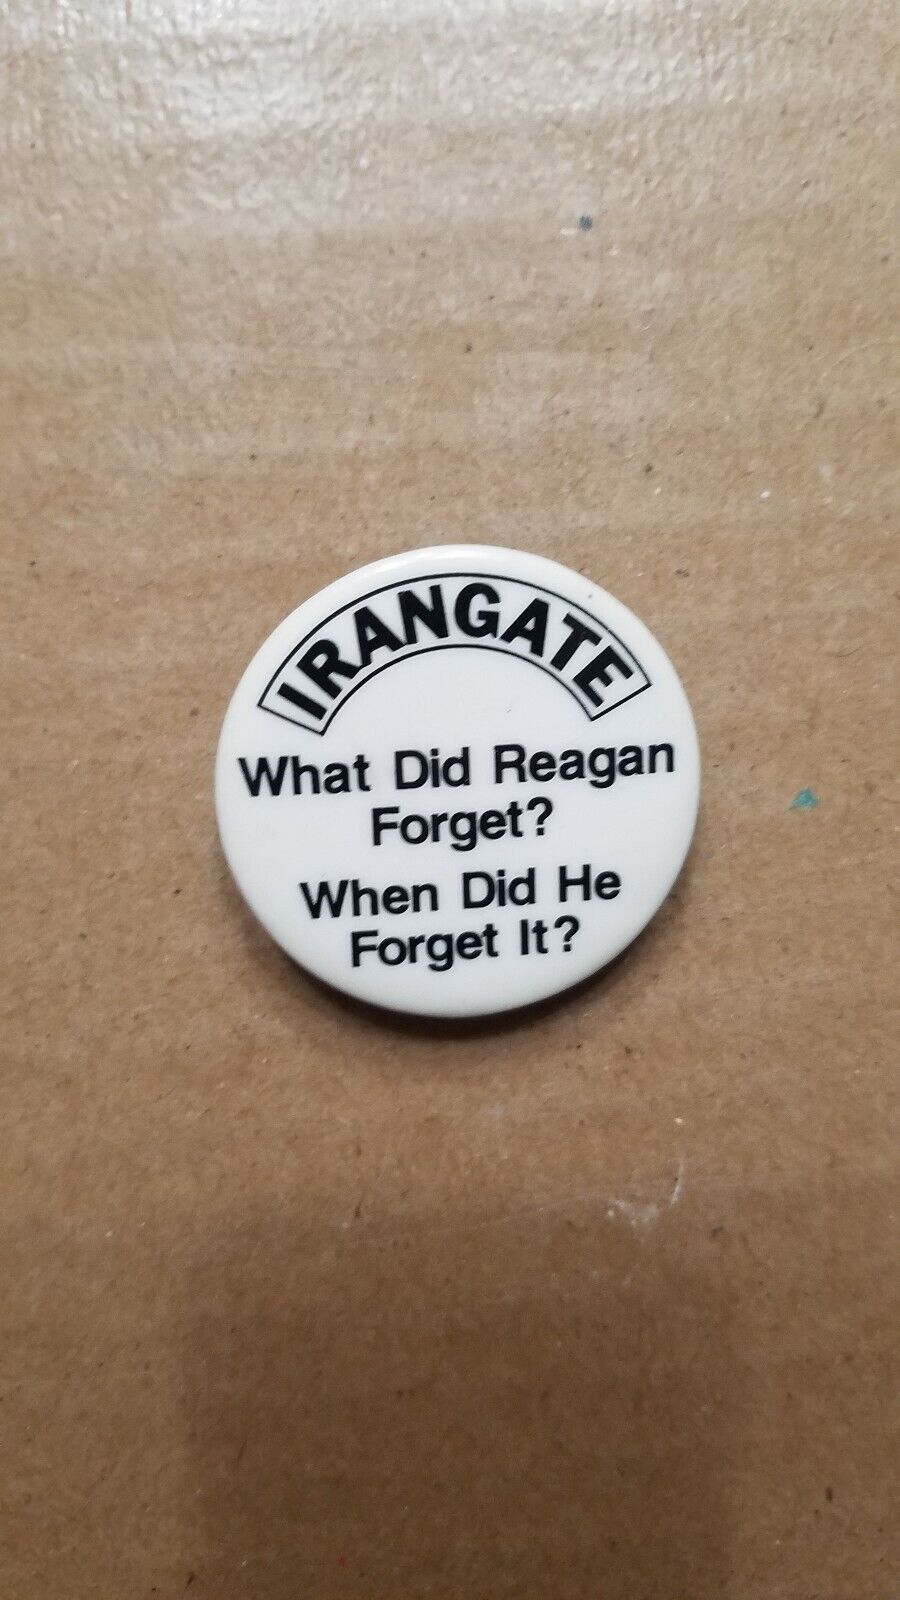 IRANGATE
What Did Reagan
Forget?
When Did He
Forget It?